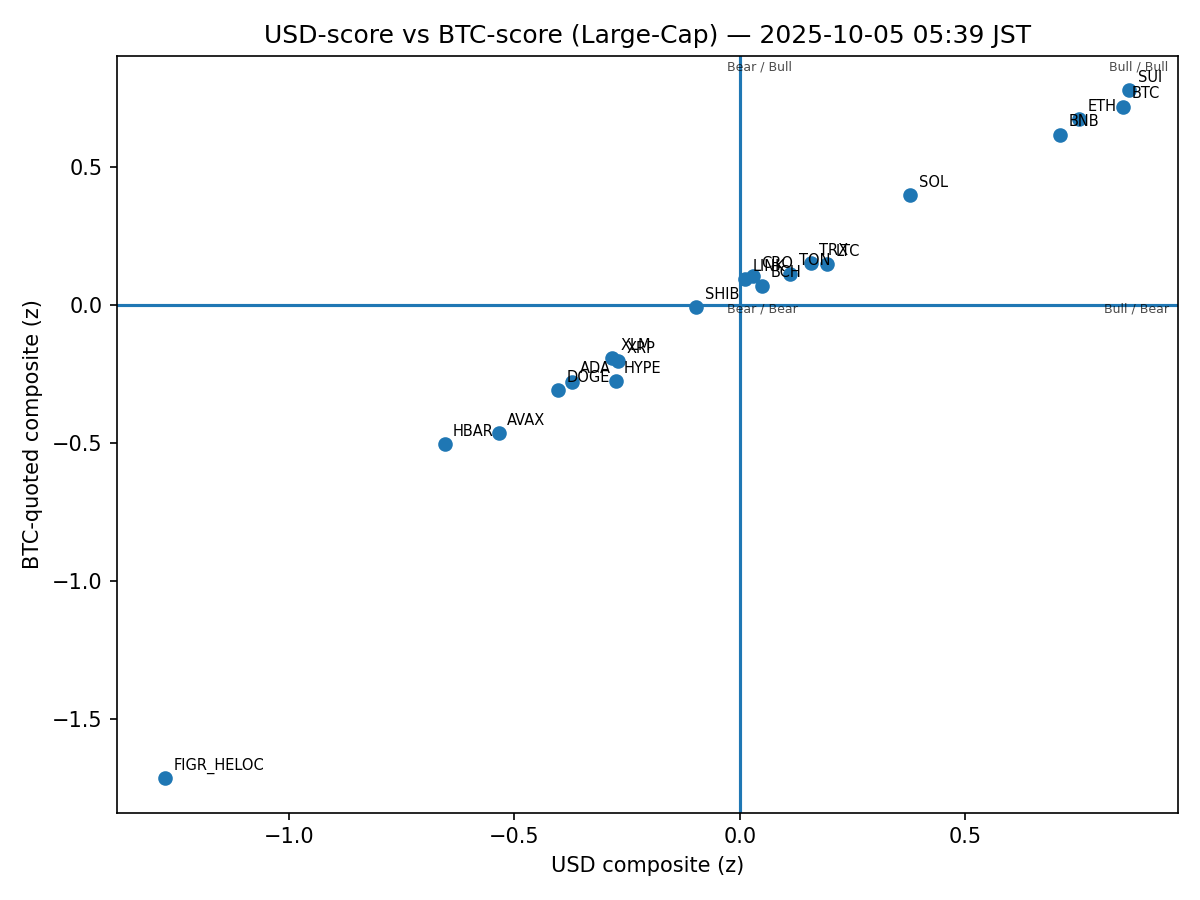 USD-score vs BTC-score (Large-Cap) — 2025-10-05 05:39 JST
Bear / Bull
Bull / Bull
SUI
BTC
ETH
BNB
SOL
TRX
LTC
TON
CRO
LINK
BCH
SHIB
Bear / Bear
Bull / Bear
XLM
XRP
ADA
HYPE
DOGE
AVAX
HBAR
FIGR_HELOC
0.5
0.0
−0.5
−1.0
−1.5
BTC-quoted composite (z)
−1.0
−0.5
0.0
0.5
USD composite (z)